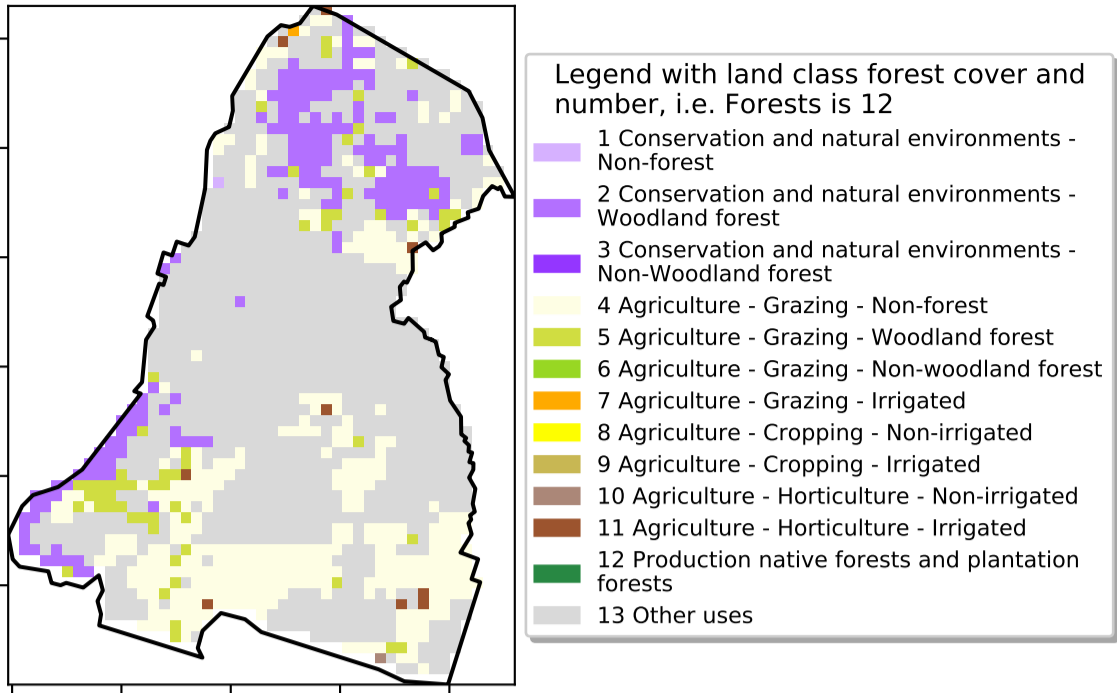 Legend with land class forest cover and
number, i.e. Forests is 12
1 Conservation and natural environments -
Non-forest
2 Conservation and natural environments -
Woodland forest
3 Conservation and natural environments -
Non-Woodland forest
4 Agriculture - Grazing - Non-forest
5 Agriculture - Grazing - Woodland forest
6 Agriculture - Grazing - Non-woodland forest
7 Agriculture - Grazing - Irrigated
8 Agriculture - Cropping - Non-irrigated
9 Agriculture - Cropping - Irrigated
10 Agriculture - Horticulture - Non-irrigated
11 Agriculture - Horticulture - Irrigated
12 Production native forests and plantation
forests
13 Other uses